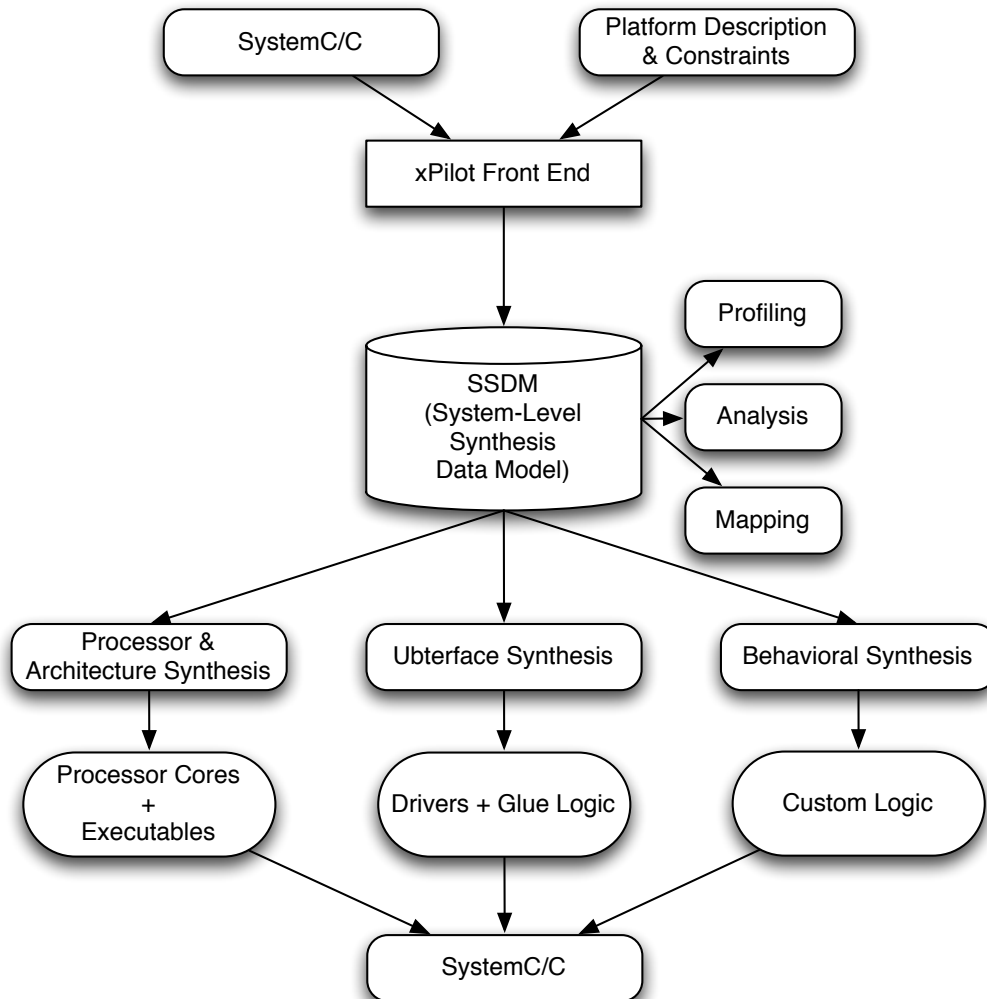 SystemC/C
Platform Description
& Constraints
xPilot Front End
SSDM
(System-Level
Synthesis
Data Model)
Profiling
Analysis
Mapping
Processor &
Architecture Synthesis
Ubterface Synthesis
Behavioral Synthesis
Processor Cores
+
Executables
Drivers + Glue Logic
Custom Logic
SystemC/C